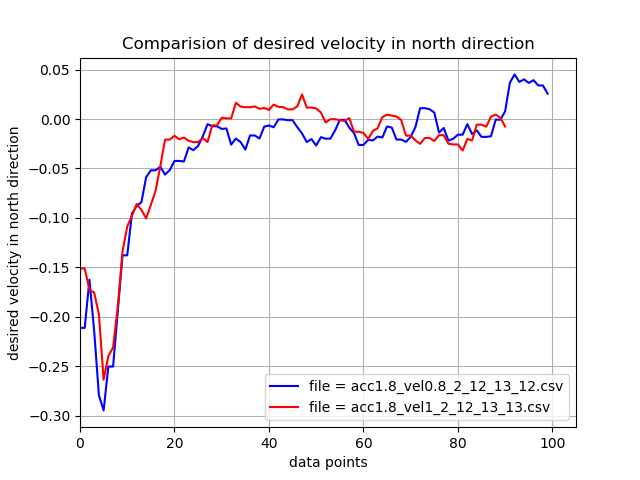 Comparision of desired velocity in north direction
desired velocity in north direction
0.05
0.00
−0.05
−0.10
−0.15
−0.20
−0.25
−0.30
0
20
40
60
80
100
data points
file = acc1.8_vel0.8_2_12_13_12.csv
file = acc1.8_vel1_2_12_13_13.csv